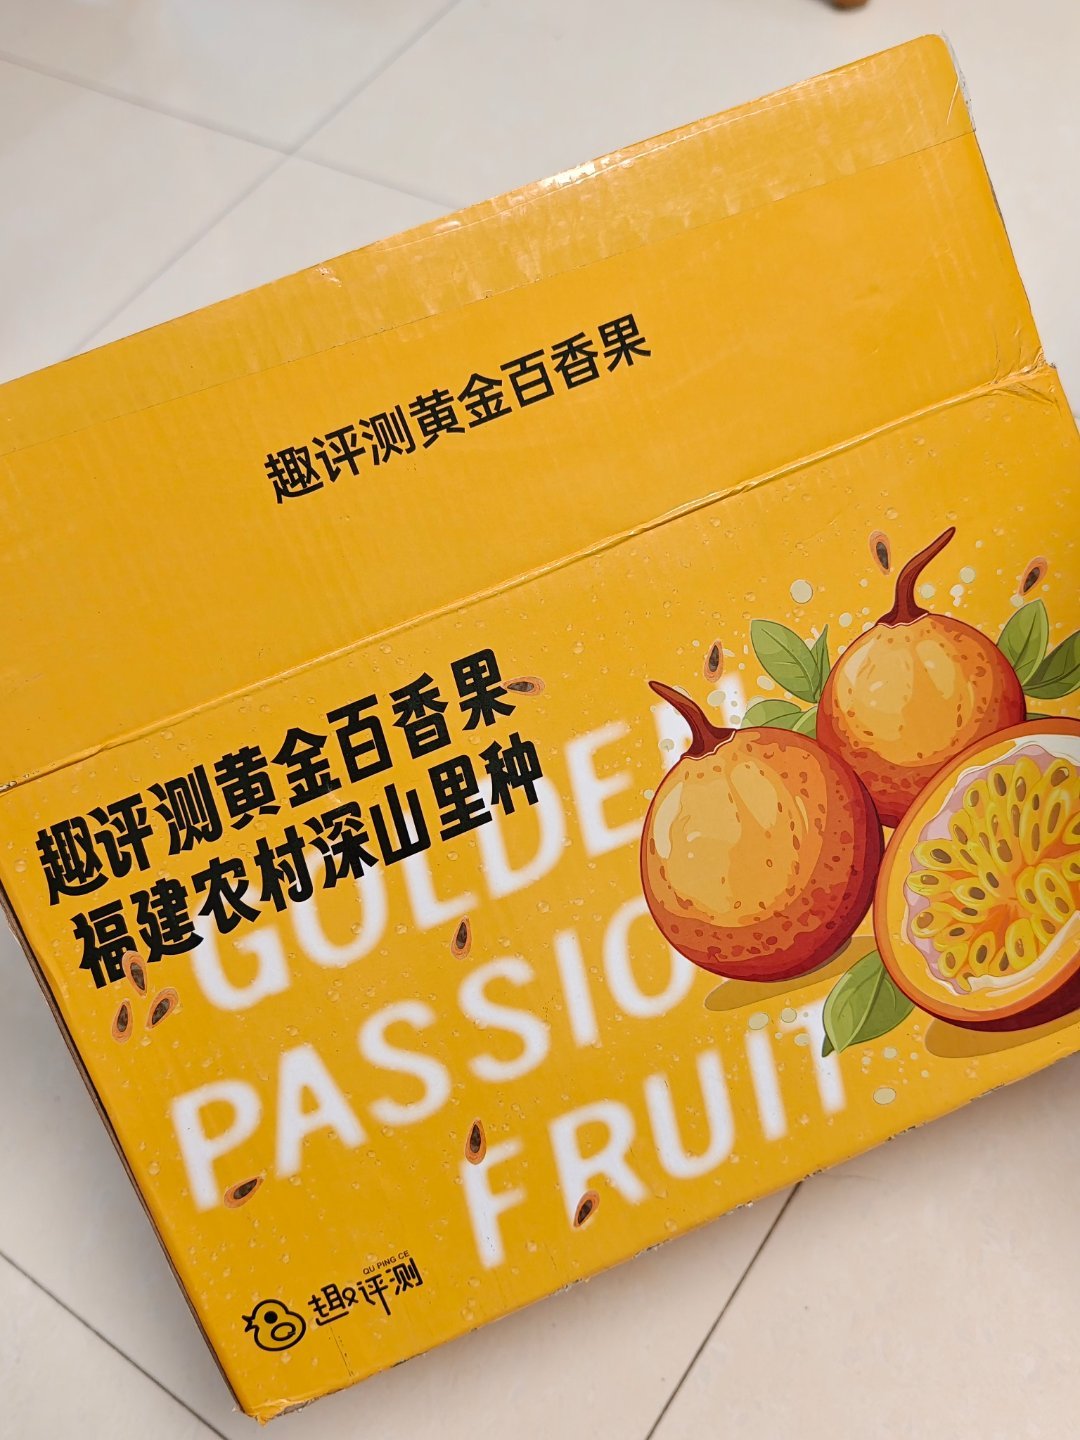 趣评测黄金百香果
趣评测黄金百香果
福建农村深山里种
GOLDEN
PASSION
FRUIT
QU PING CE
趣评测